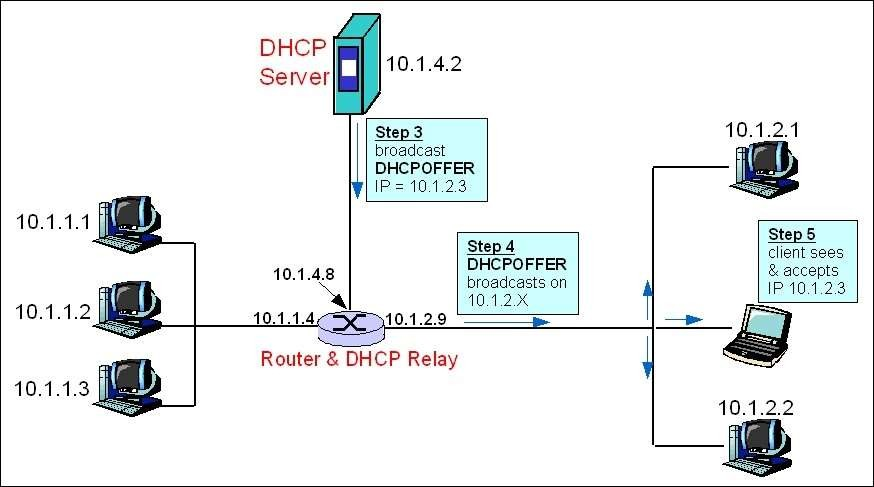 DHCP
Server
10.1.4.2
Step 3
broadcast
DHCPOFFER
IP = 10.1.2.3
10.1.2.1
10.1.1.1
10.1.1.2
10.1.1.3
10.1.4.8
10.1.1.4
10.1.2.9
Router & DHCP Relay
Step 4
DHCPOFFER
broadcasts on
10.1.2.X
Step 5
client sees
& accepts
IP 10.1.2.3
10.1.2.2